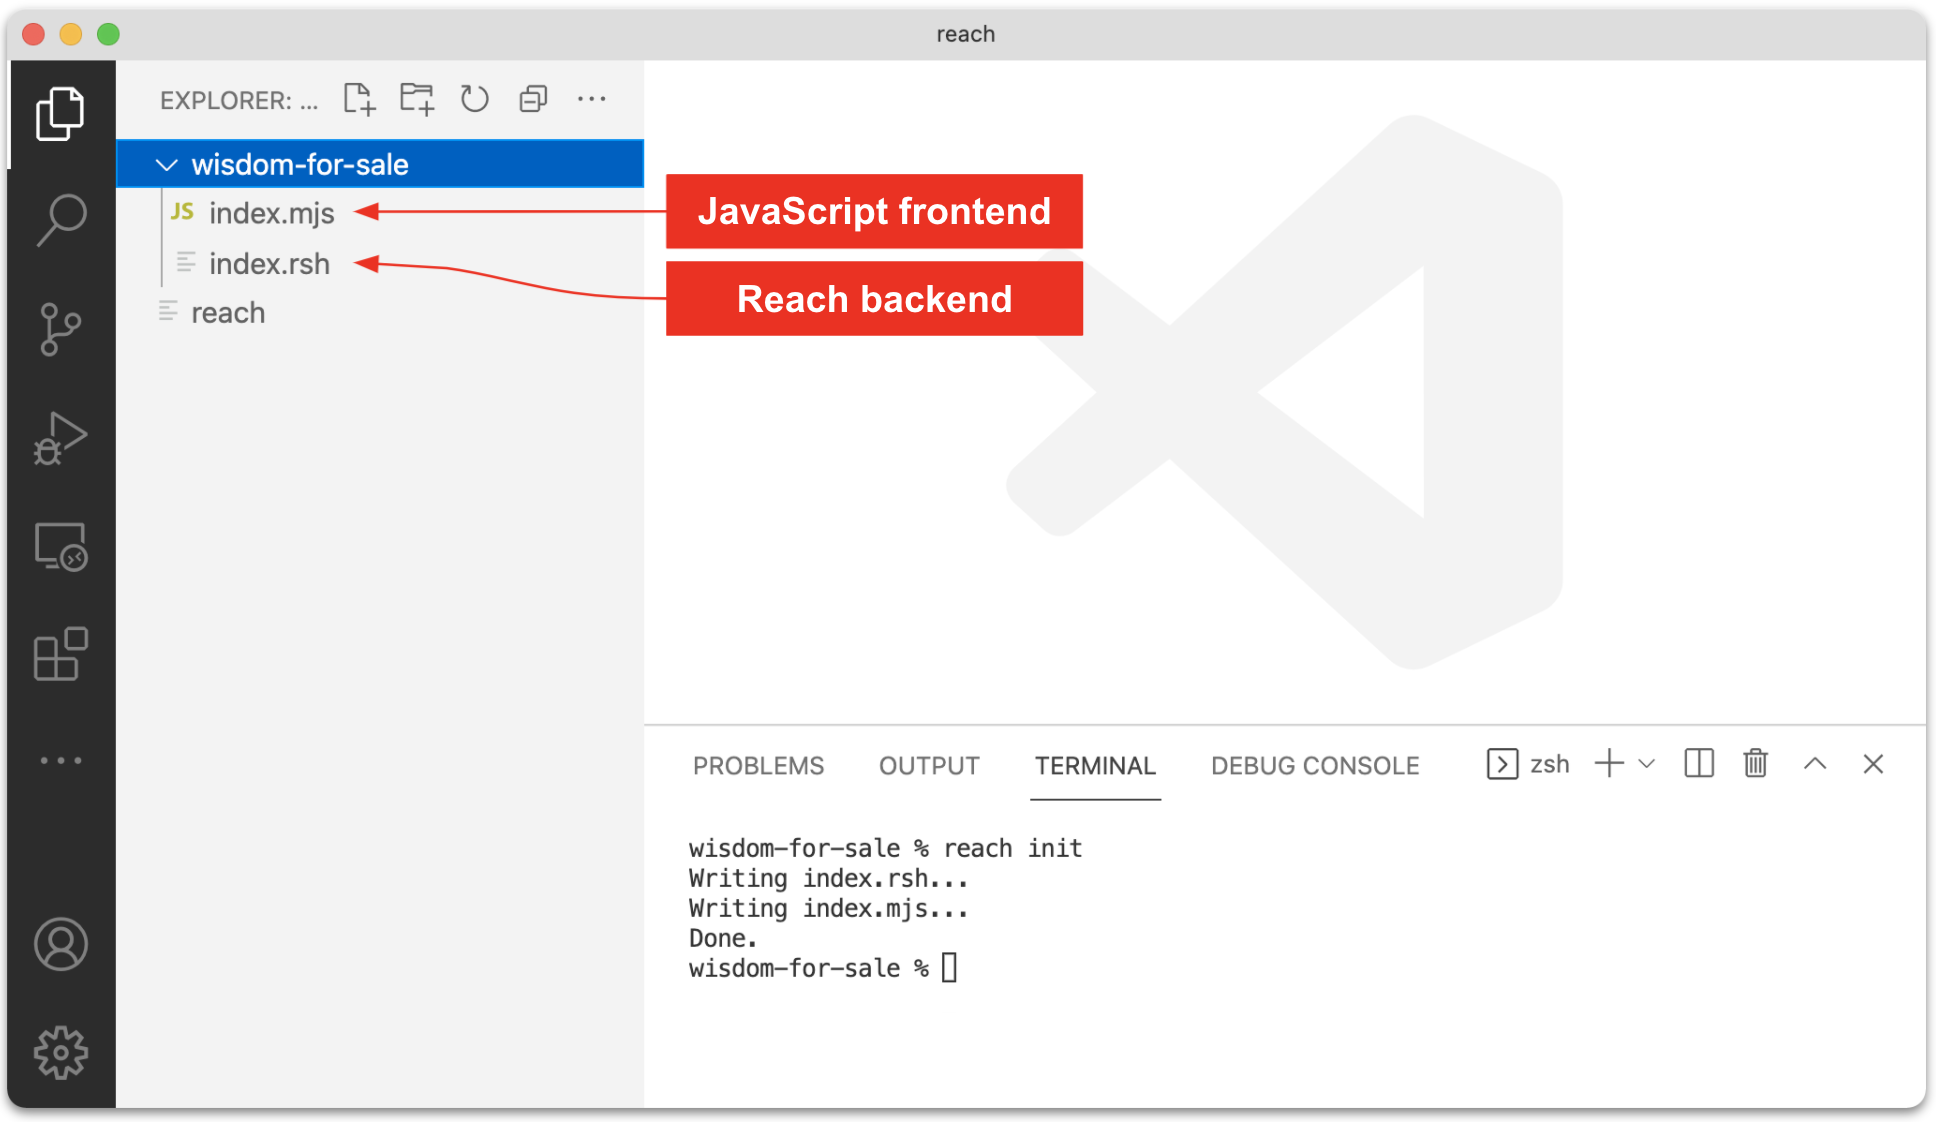 reach
EXPLORER: ...
wisdom-for-sale
JS index.mjs
JavaScript frontend
index.rsh
Reach backend
reach
PROBLEMS OUTPUT TERMINAL DEBUG CONSOLE zsh
wisdom-for-sale % reach init
Writing index.rsh...
Writing index.mjs...
Done.
wisdom-for-sale %